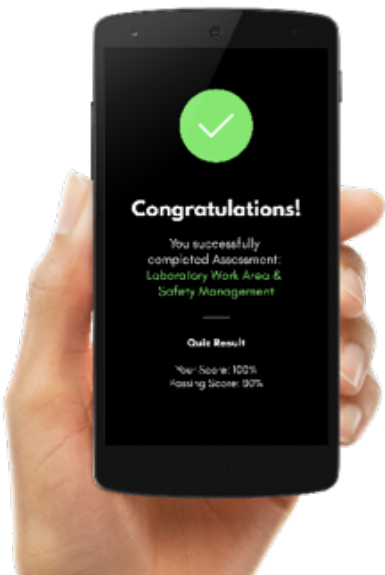 Congratulations!
You successfully
completed Assessment:
Laboratory Work Area &
Safety Management
Quiz Result
Your Score: 100%
Passing Score: 80%